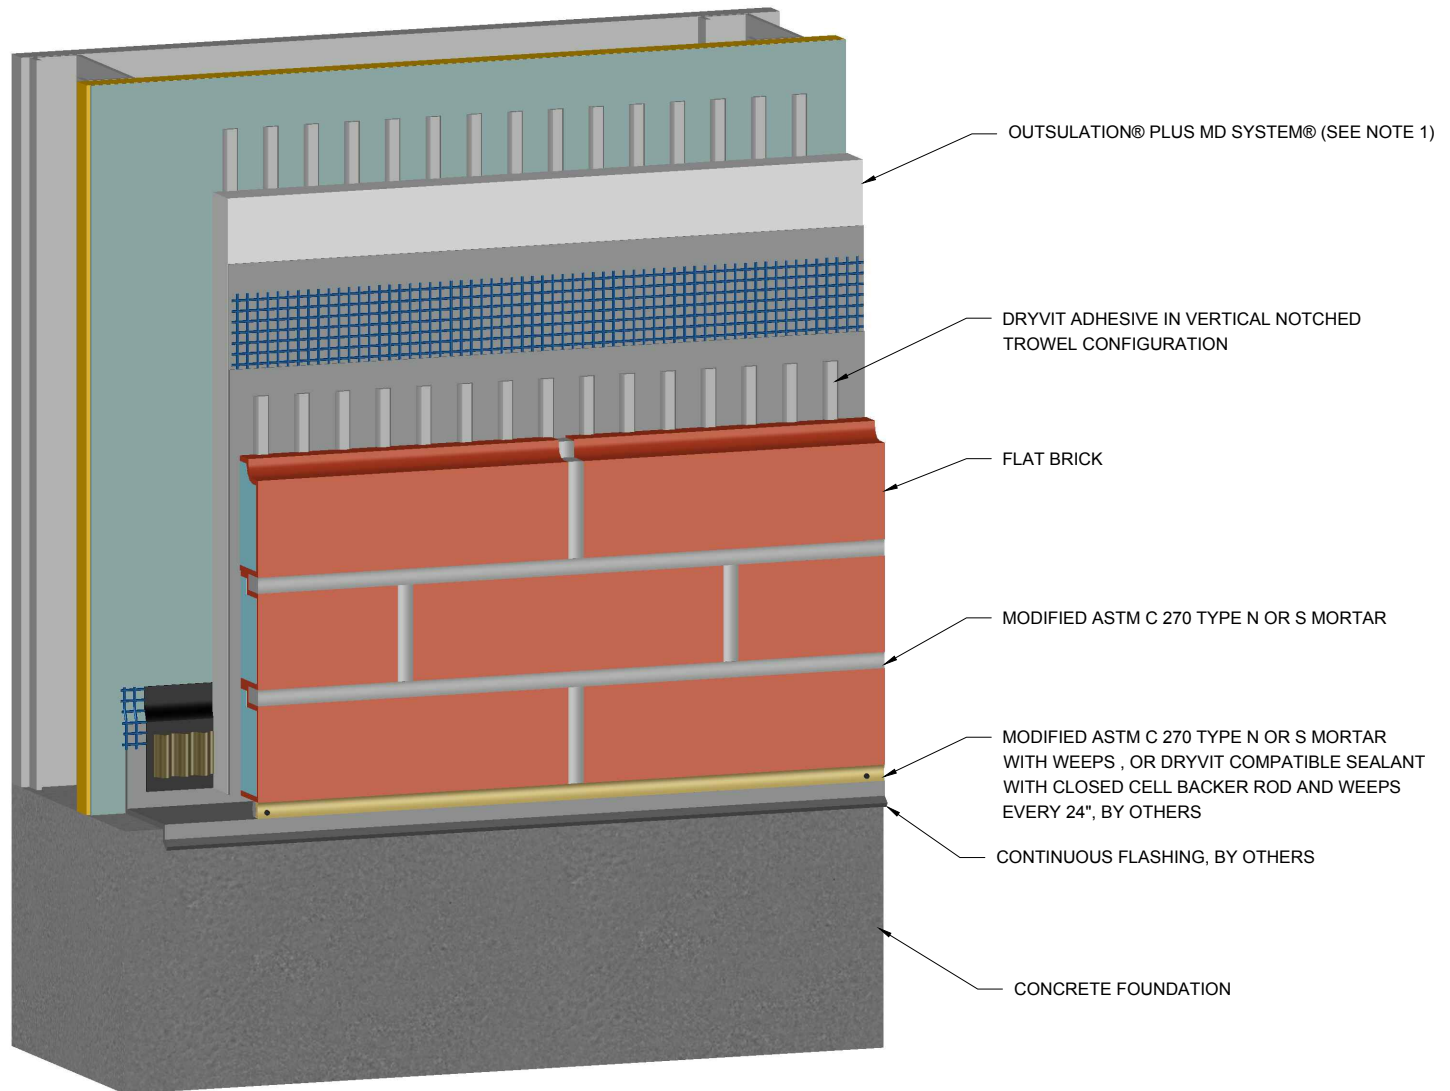 OUTSULATION® PLUS MD SYSTEM® (SEE NOTE 1)
DRYVIT ADHESIVE IN VERTICAL NOTCHED
TROWEL CONFIGURATION
FLAT BRICK
MODIFIED ASTM C 270 TYPE N OR S MORTAR
MODIFIED ASTM C 270 TYPE N OR S MORTAR
WITH WEEPS , OR DRYVIT COMPATIBLE SEALANT
WITH CLOSED CELL BACKER ROD AND WEEPS
EVERY 24", BY OTHERS
CONTINUOUS FLASHING, BY OTHERS
CONCRETE FOUNDATION